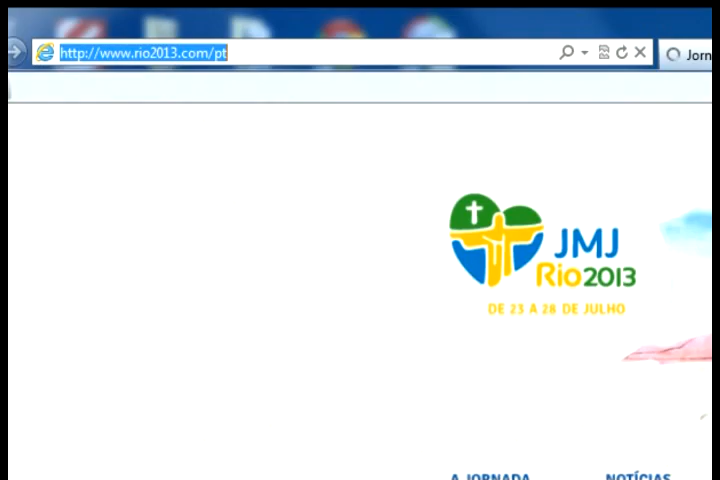 http://www.rio2013.com/pt
Jorn
JMJ
Rio2013
DE 23 A 28 DE JULHO
A JORNADA
NOTÍCIAS